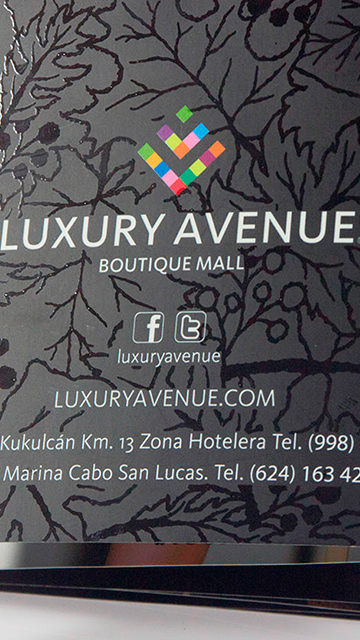 LUXURY AVENUE
BOUTIQUE MALL
f t
luxuryavenue
LUXURYAVENUE.COM
Kukulcán Km. 13 Zona Hotelera Tel. (998)
Marina Cabo San Lucas. Tel. (624) 163 42